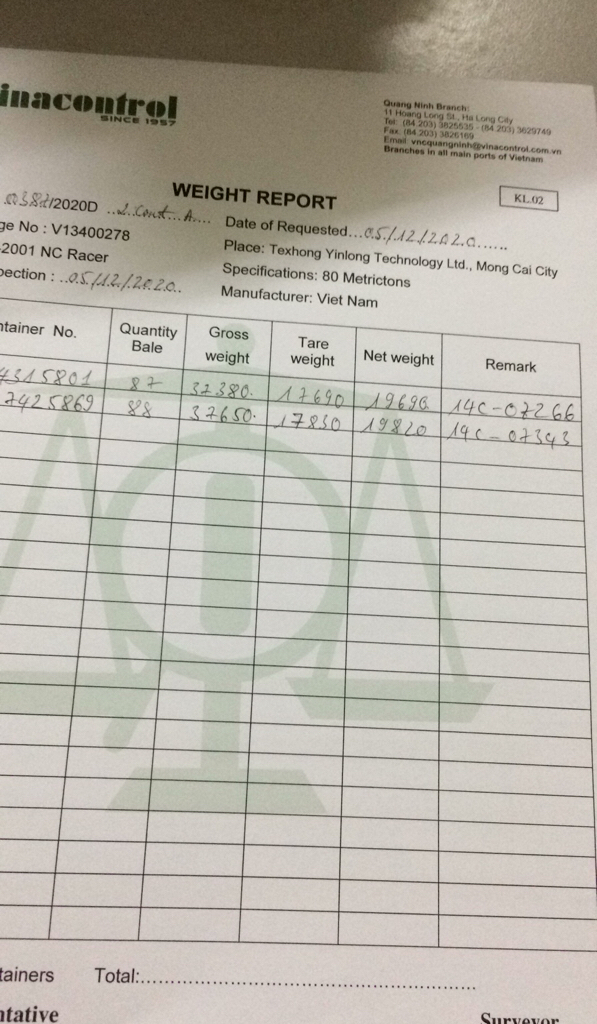 inacontrol
SINCE 1957
Quang Ninh Branch:
11 Hoang Long St., Ha Long City
Tel: (84.203) 3825535 - (84.203) 3629749
Fax: (84.203) 3826169
Email: vncquangninh@vinacontrol.com.vn
Branches in all main ports of Vietnam
WEIGHT REPORT
KL.02
/2020D ..2.Cont...A....
Date of Requested...05./12./2020......
ge No : V13400278
Place: Texhong Yinlong Technology Ltd., Mong Cai City
-2001 NC Racer
Specifications: 80 Metrictons
pection : ..05./12./2020..
Manufacturer: Viet Nam
ntainer No. Quantity Bale Gross weight Tare weight Net weight Remark
4315801 87 37380. 17690 19690 14C-07266
7425869 88 37650. 17830 19820 14C-07343
tainers Total:
ntative
Surveyor